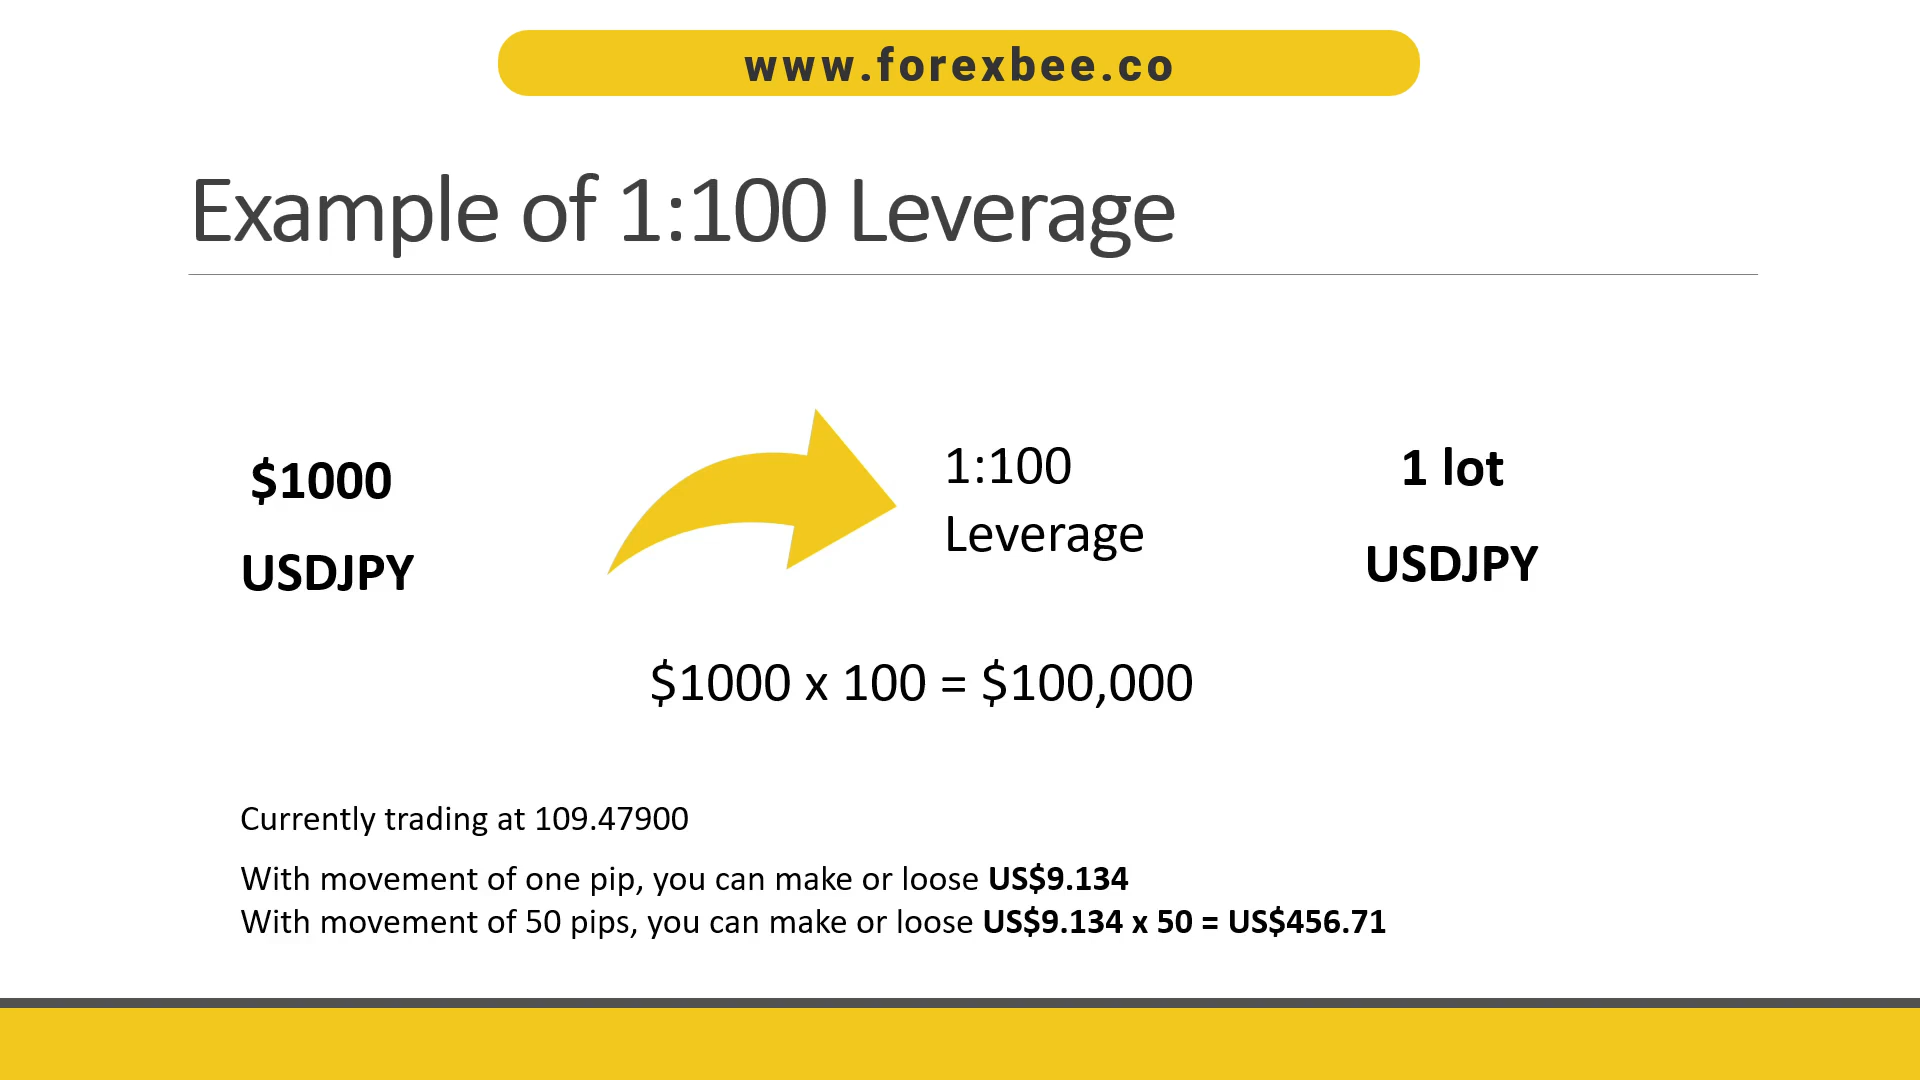 www.forexbee.co
Example of 1:100 Leverage
$1000
USDJPY
1:100
Leverage
1 lot
USDJPY
$1000 x 100 = $100,000
Currently trading at 109.47900
With movement of one pip, you can make or loose US$9.134
With movement of 50 pips, you can make or loose US$9.134 x 50 = US$456.71